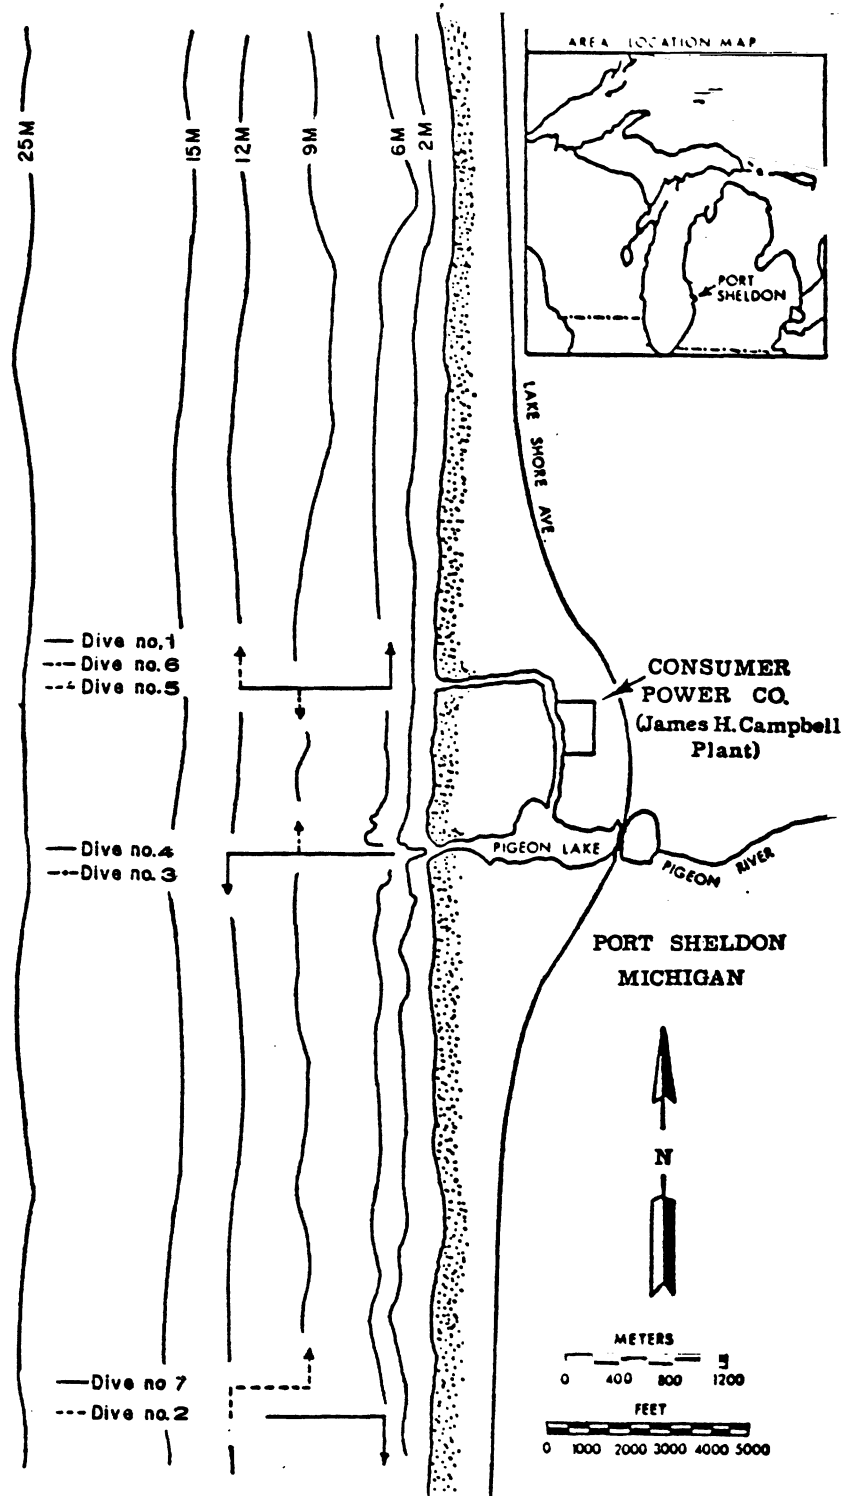 AREA LOCATION MAP
25M
15M
12M
9M
6M
2M
PORT
SHELDON
LAKE SHORE AVE.
Dive no.1
Dive no.6
Dive no.5
CONSUMER
POWER CO.
(James H. Campbell
Plant)
Dive no.4
Dive no.3
PIGEON LAKE
PIGEON RIVER
PORT SHELDON
MICHIGAN
N
METERS
0 400 800 1200
FEET
0 1000 2000 3000 4000 5000
Dive no 7
Dive no.2